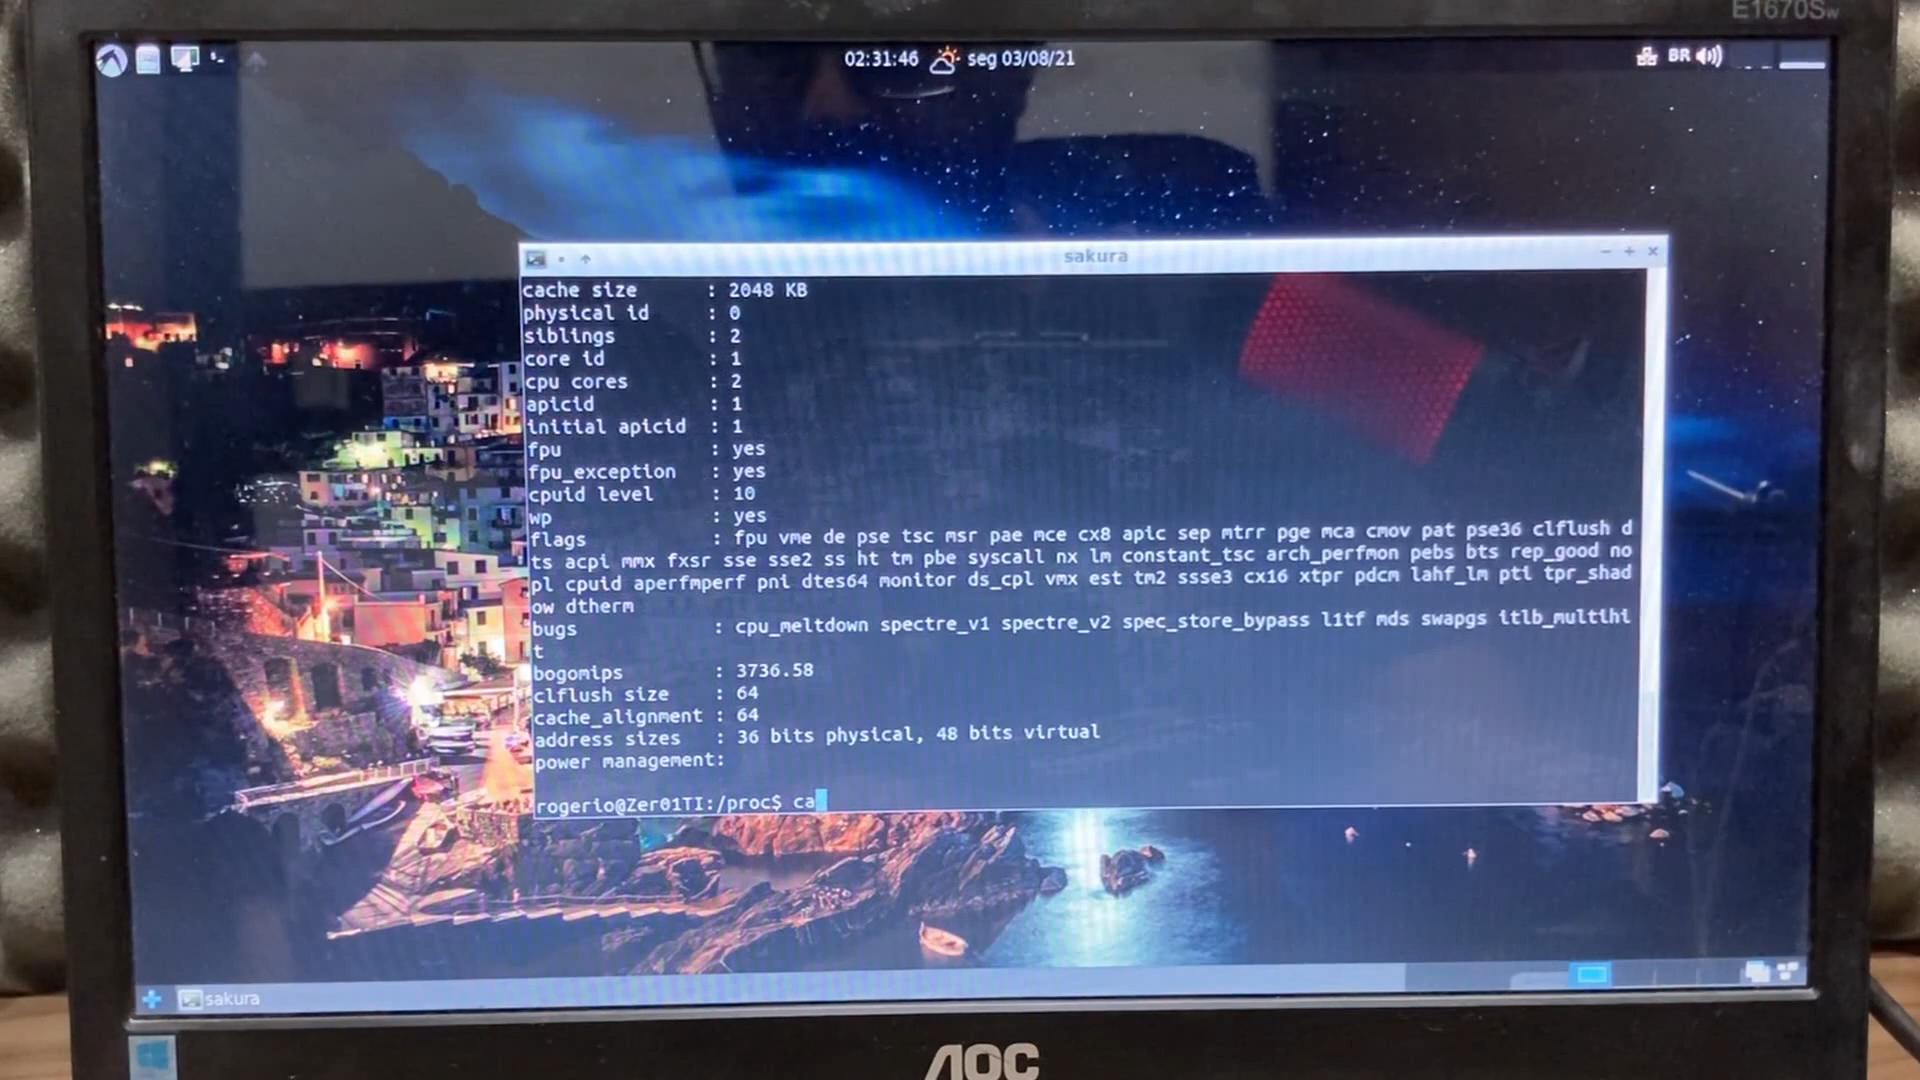 E1670Sw
02:31:46 seg 03/08/21 BR
sakura
cache size : 2048 KB
physical id : 0
siblings : 2
core id : 1
cpu cores : 2
apicid : 1
initial apicid : 1
fpu : yes
fpu_exception : yes
cpuid level : 10
wp : yes
flags : fpu vme de pse tsc msr pae mce cx8 apic sep mtrr pge mca cmov pat pse36 clflush d
ts acpi mmx fxsr sse sse2 ss ht tm pbe syscall nx lm constant_tsc arch_perfmon pebs bts rep_good no
pl cpuid aperfmperf pni dtes64 monitor ds_cpl vmx est tm2 ssse3 cx16 xtpr pdcm lahf_lm pti tpr_shad
ow dtherm
bugs : cpu_meltdown spectre_v1 spectre_v2 spec_store_bypass l1tf mds swapgs itlb_multihi
t
bogomips : 3736.58
clflush size : 64
cache_alignment : 64
address sizes : 36 bits physical, 48 bits virtual
power management:
rogerio@Zer01TI:/proc$ ca
sakura
AOC